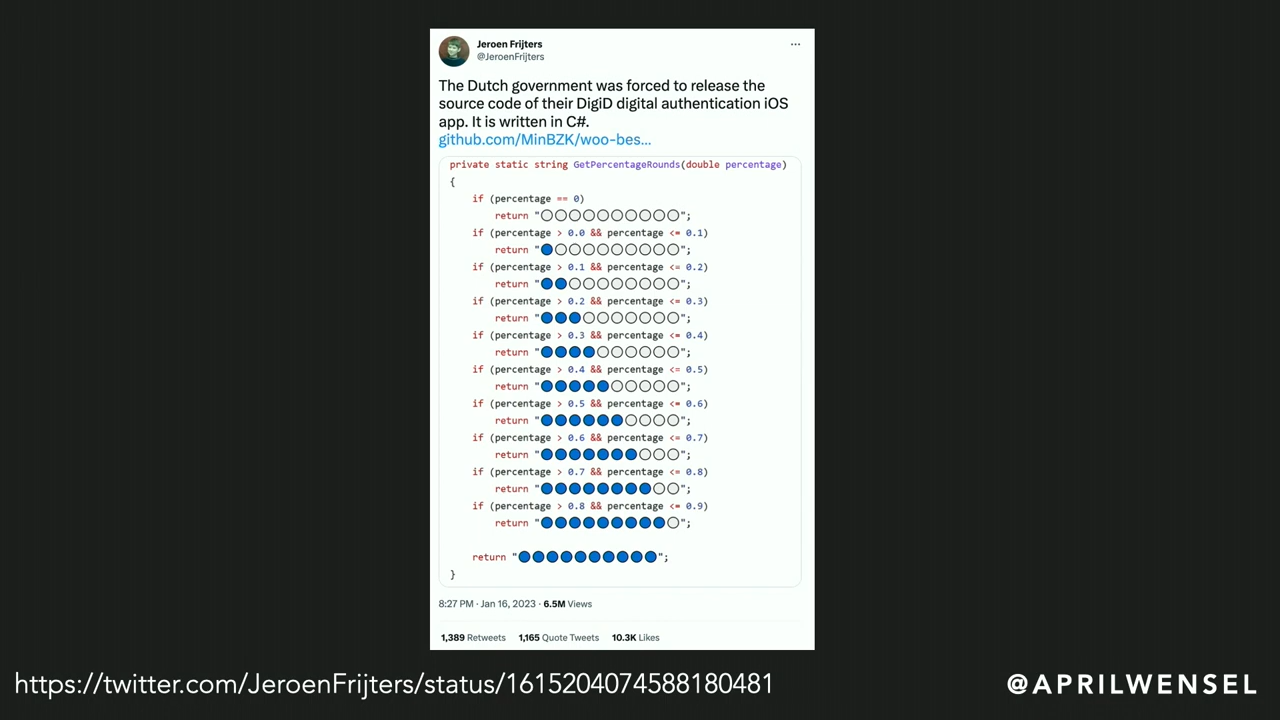 Jeroen Frijters
@JeroenFrijters
The Dutch government was forced to release the
source code of their DigiD digital authentication iOS
app. It is written in C#.
github.com/MinBZK/woo-bes...
private static string GetPercentageRounds(double percentage)
{
if (percentage == 0)
return "⚪⚪⚪⚪⚪⚪⚪⚪⚪⚪";
if (percentage > 0.0 && percentage <= 0.1)
return "🔵⚪⚪⚪⚪⚪⚪⚪⚪⚪";
if (percentage > 0.1 && percentage <= 0.2)
return "🔵🔵⚪⚪⚪⚪⚪⚪⚪⚪";
if (percentage > 0.2 && percentage <= 0.3)
return "🔵🔵🔵⚪⚪⚪⚪⚪⚪⚪";
if (percentage > 0.3 && percentage <= 0.4)
return "🔵🔵🔵🔵⚪⚪⚪⚪⚪⚪";
if (percentage > 0.4 && percentage <= 0.5)
return "🔵🔵🔵🔵🔵⚪⚪⚪⚪⚪";
if (percentage > 0.5 && percentage <= 0.6)
return "🔵🔵🔵🔵🔵🔵⚪⚪⚪⚪";
if (percentage > 0.6 && percentage <= 0.7)
return "🔵🔵🔵🔵🔵🔵🔵⚪⚪⚪";
if (percentage > 0.7 && percentage <= 0.8)
return "🔵🔵🔵🔵🔵🔵🔵🔵⚪⚪";
if (percentage > 0.8 && percentage <= 0.9)
return "🔵🔵🔵🔵🔵🔵🔵🔵🔵⚪";
return "🔵🔵🔵🔵🔵🔵🔵🔵🔵🔵";
}
8:27 PM · Jan 16, 2023 · 6.5M Views
1,389 Retweets 1,165 Quote Tweets 10.3K Likes
https://twitter.com/JeroenFrijters/status/1615204074588180481
@APRILWENSEL